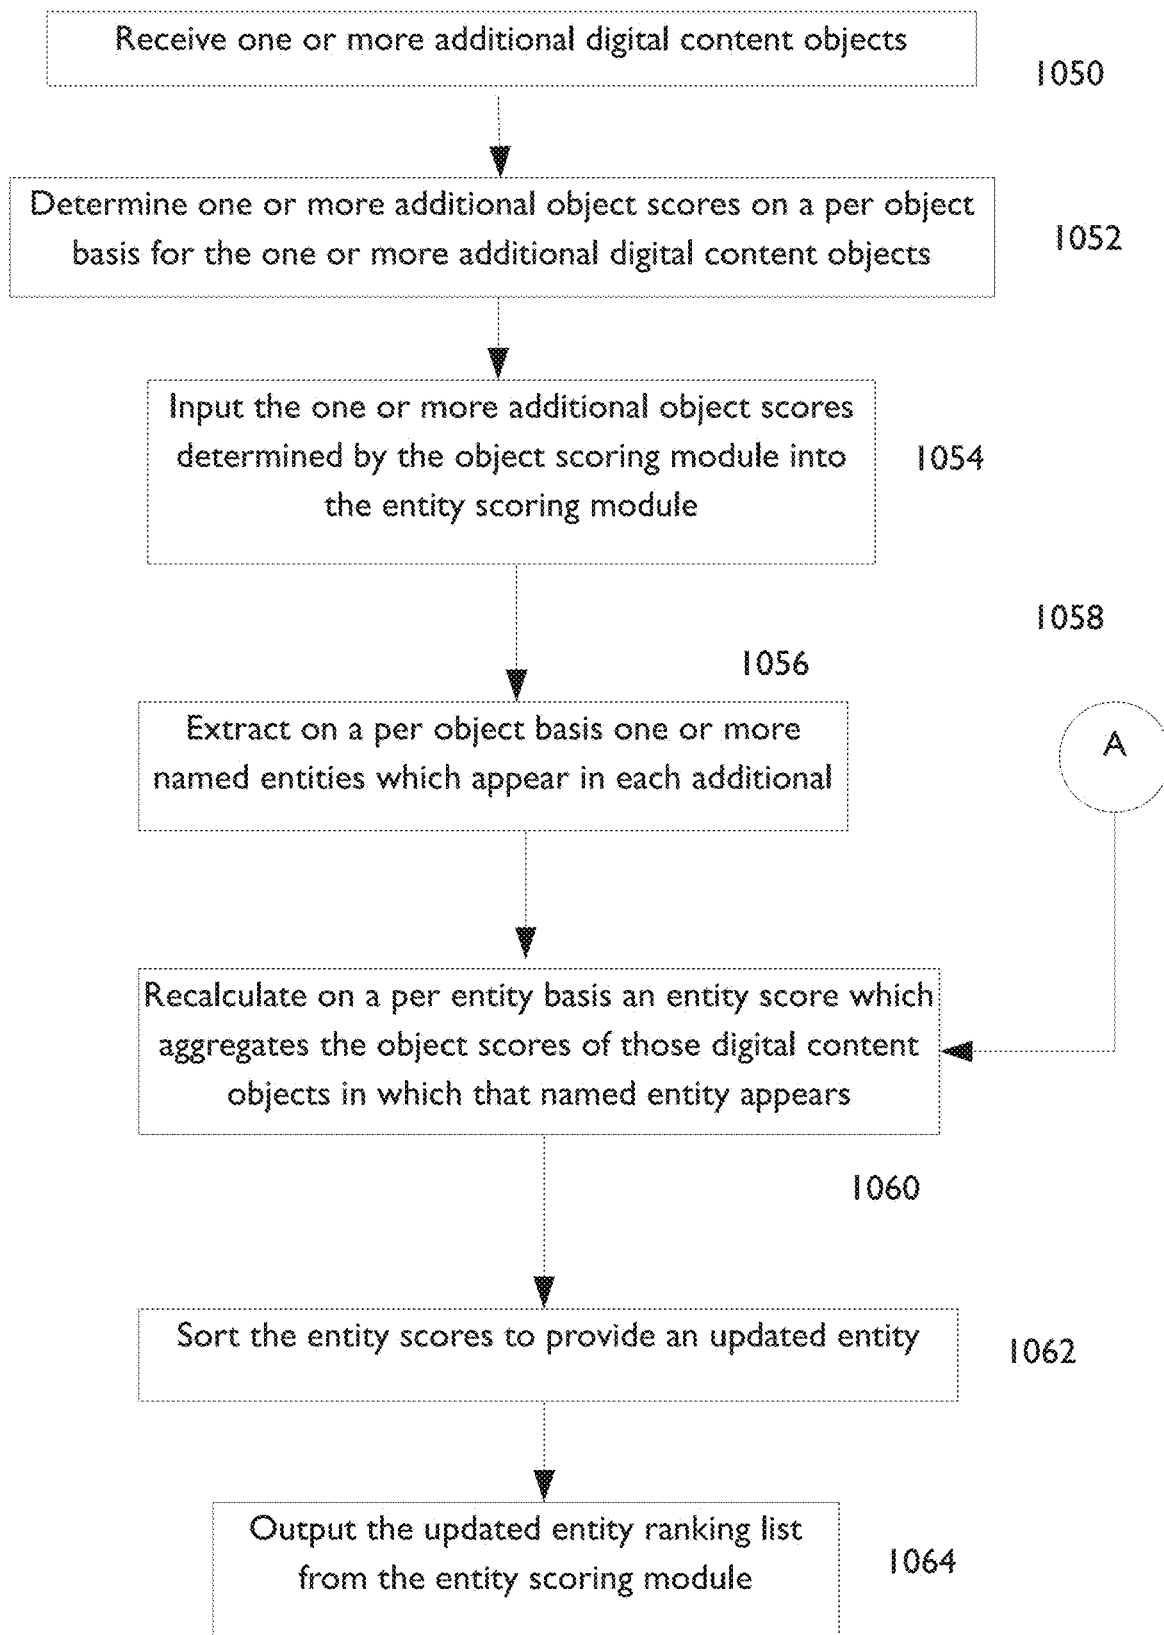 Receive one or more additional digital content objects
1050
Determine one or more additional object scores on a per object
basis for the one or more additional digital content objects
1052
Input the one or more additional object scores
determined by the object scoring module into
the entity scoring module
1054
1058
1056
Extract on a per object basis one or more
named entities which appear in each additional
A
Recalculate on a per entity basis an entity score which
aggregates the object scores of those digital content
objects in which that named entity appears
1060
Sort the entity scores to provide an updated entity
1062
Output the updated entity ranking list
from the entity scoring module
1064